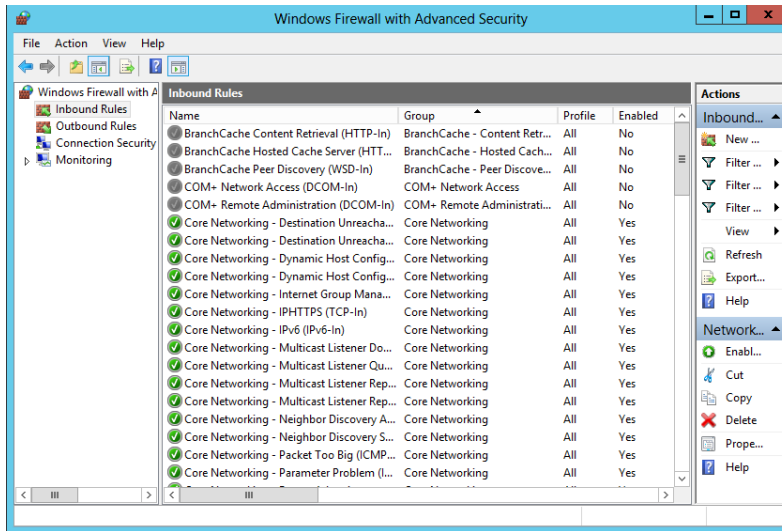 Windows Firewall with Advanced Security
File Action View Help
Windows Firewall with A
Inbound Rules
Outbound Rules
Connection Security
Monitoring
Inbound Rules
Name Group Profile Enabled
BranchCache Content Retrieval (HTTP-In) BranchCache - Content Retr... All No
BranchCache Hosted Cache Server (HTT... BranchCache - Hosted Cach... All No
BranchCache Peer Discovery (WSD-In) BranchCache - Peer Discove... All No
COM+ Network Access (DCOM-In) COM+ Network Access All No
COM+ Remote Administration (DCOM-In) COM+ Remote Administrati... All No
Core Networking - Destination Unreacha... Core Networking All Yes
Core Networking - Destination Unreacha... Core Networking All Yes
Core Networking - Dynamic Host Config... Core Networking All Yes
Core Networking - Dynamic Host Config... Core Networking All Yes
Core Networking - Internet Group Mana... Core Networking All Yes
Core Networking - IPHTTPS (TCP-In) Core Networking All Yes
Core Networking - IPv6 (IPv6-In) Core Networking All Yes
Core Networking - Multicast Listener Do... Core Networking All Yes
Core Networking - Multicast Listener Qu... Core Networking All Yes
Core Networking - Multicast Listener Rep... Core Networking All Yes
Core Networking - Multicast Listener Rep... Core Networking All Yes
Core Networking - Neighbor Discovery A... Core Networking All Yes
Core Networking - Neighbor Discovery S... Core Networking All Yes
Core Networking - Packet Too Big (ICMP... Core Networking All Yes
Core Networking - Parameter Problem (I... Core Networking All Yes
Actions
Inbound...
New ...
Filter ...
Filter ...
Filter ...
View
Refresh
Export...
Help
Network...
Enabl...
Cut
Copy
Delete
Prope...
Help